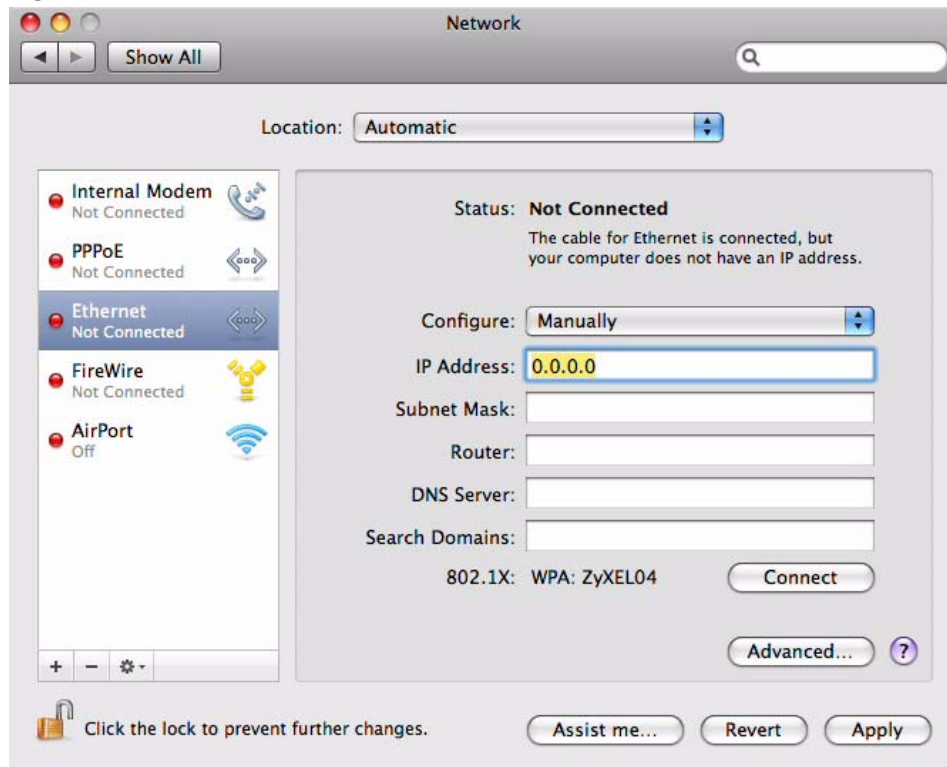 Network
Show All
Location: Automatic
Internal Modem
Not Connected
PPPoE
Not Connected
Ethernet
Not Connected
FireWire
Not Connected
AirPort
Off
Status: Not Connected
The cable for Ethernet is connected, but
your computer does not have an IP address.
Configure: Manually
IP Address: 0.0.0.0
Subnet Mask:
Router:
DNS Server:
Search Domains:
802.1X: WPA: ZyXEL04 Connect
Advanced... ?
Click the lock to prevent further changes.
Assist me... Revert Apply